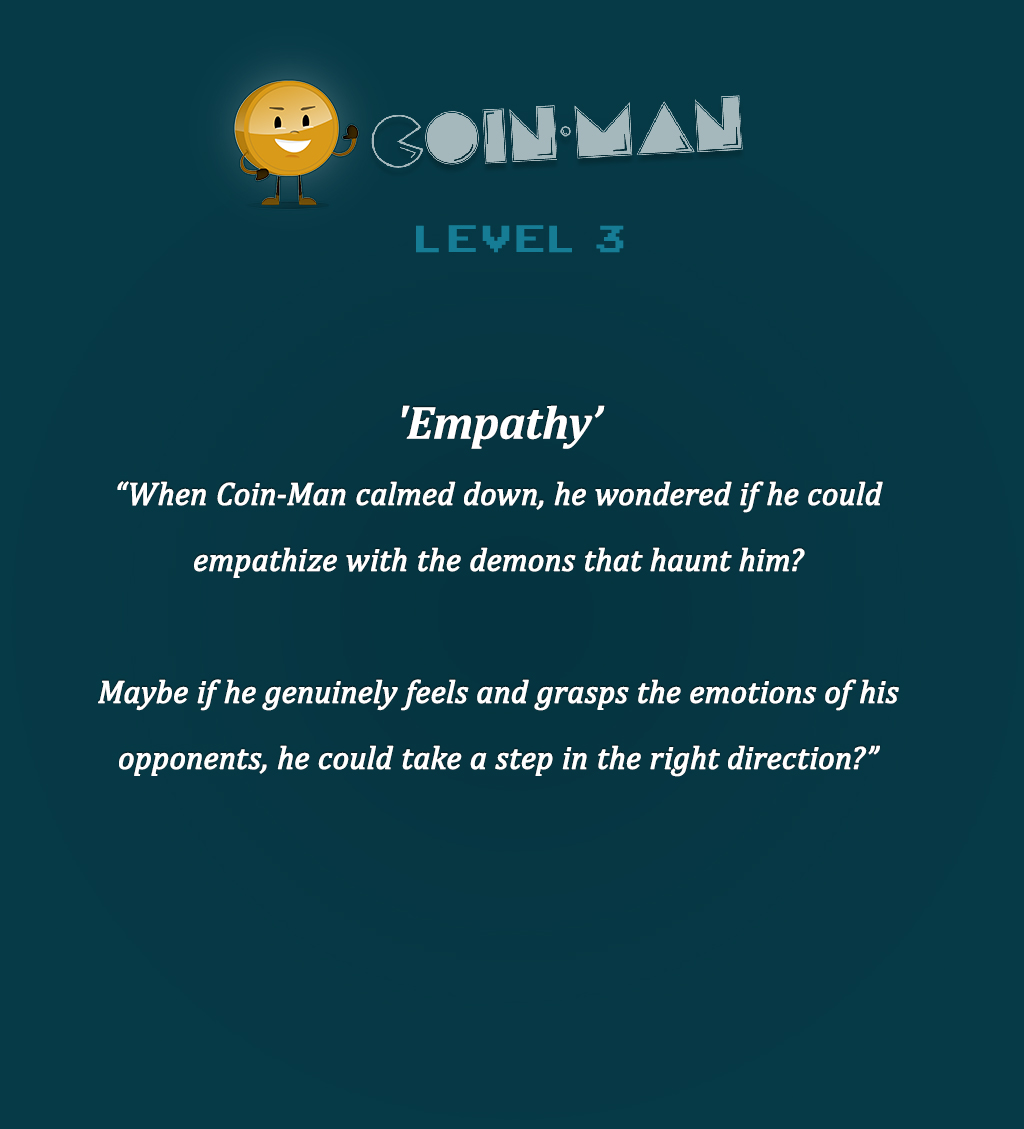 COIN·MAN
LEVEL 3
'Empathy’
“When Coin-Man calmed down, he wondered if he could
empathize with the demons that haunt him?
Maybe if he genuinely feels and grasps the emotions of his
opponents, he could take a step in the right direction?”